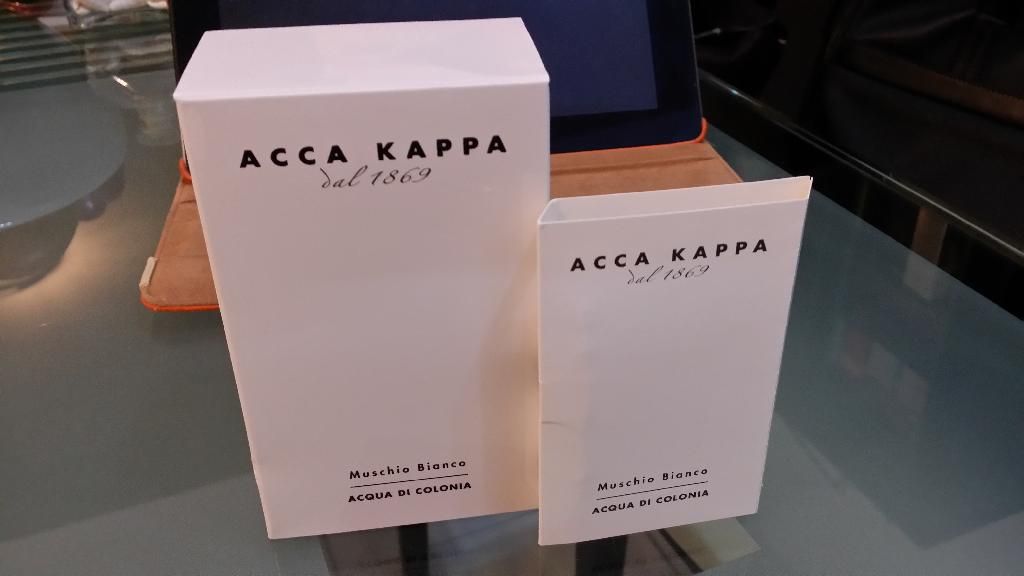 ACCA KAPPA
dal 1869
Muschio Bianco
ACQUA DI COLONIA
ACCA KAPPA
dal 1869
Muschio Bianco
ACQUA DI COLONIA